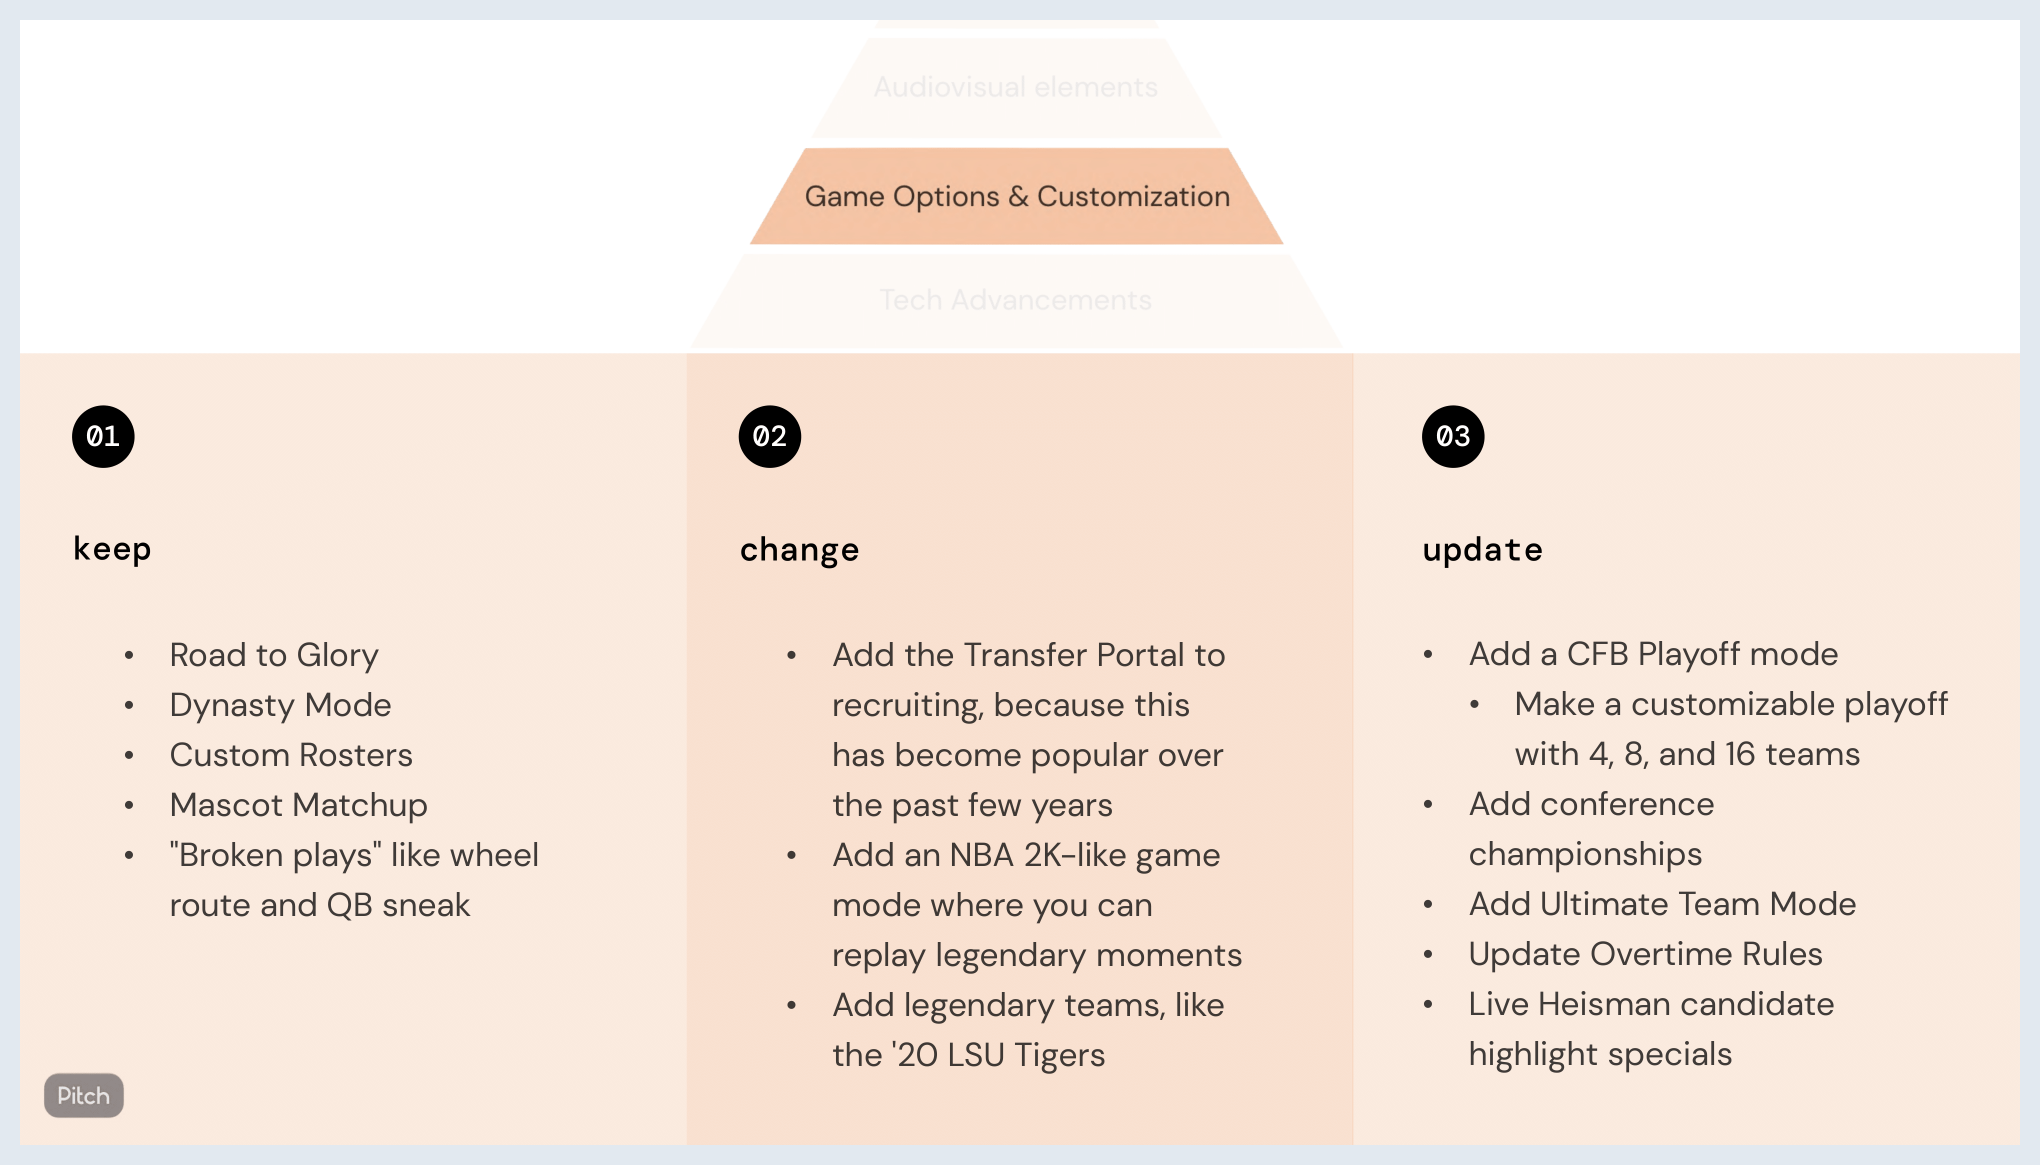 Audiovisual elements
Game Options & Customization
Tech Advancements
01
keep
• Road to Glory
• Dynasty Mode
• Custom Rosters
• Mascot Matchup
• "Broken plays" like wheel
route and QB sneak
02
change
• Add the Transfer Portal to
recruiting, because this
has become popular over
the past few years
• Add an NBA 2K-like game
mode where you can
replay legendary moments
• Add legendary teams, like
the '20 LSU Tigers
03
update
• Add a CFB Playoff mode
• Make a customizable playoff
with 4, 8, and 16 teams
• Add conference
championships
• Add Ultimate Team Mode
• Update Overtime Rules
• Live Heisman candidate
highlight specials
Pitch